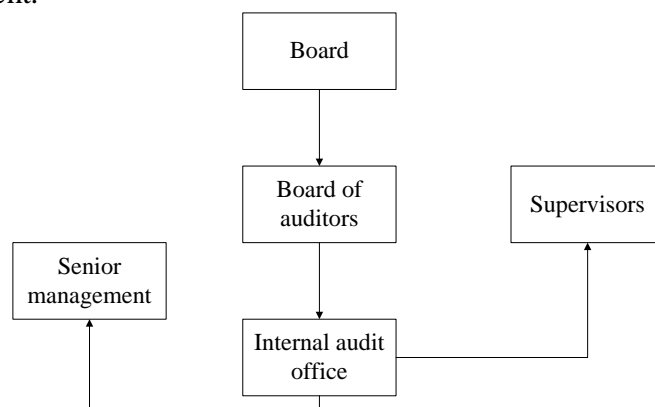 Board
Board of
auditors
Supervisors
Senior
management
Internal audit
office